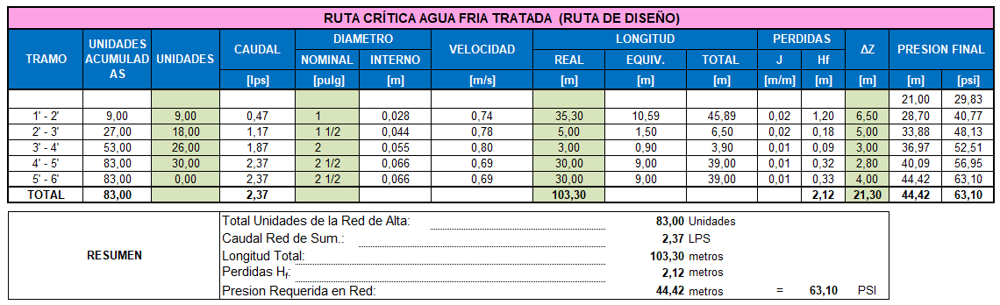 RUTA CRÍTICA AGUA FRIA TRATADA (RUTA DE DISEÑO)
TRAMO UNIDADES ACUMULADAS UNIDADES CAUDAL DIAMETRO VELOCIDAD LONGITUD PERDIDAS ΔZ PRESION FINAL
NOMINAL INTERNO REAL EQUIV. TOTAL J Hf
[lps] [pulg] [m] [m/s] [m] [m] [m] [m/m] [m] [m] [m] [psi]
21,00 29,83
1' - 2' 9,00 9,00 0,47 1 0,028 0,74 35,30 10,59 45,89 0,02 1,20 6,50 28,70 40,77
2' - 3' 27,00 18,00 1,17 1 1/2 0,044 0,78 5,00 1,50 6,50 0,02 0,18 5,00 33,88 48,13
3' - 4' 53,00 26,00 1,87 2 0,055 0,80 3,00 0,90 3,90 0,01 0,09 3,00 36,97 52,51
4' - 5' 83,00 30,00 2,37 2 1/2 0,066 0,69 30,00 9,00 39,00 0,01 0,32 2,80 40,09 56,95
5' - 6' 83,00 0,00 2,37 2 1/2 0,066 0,69 30,00 9,00 39,00 0,01 0,33 4,00 44,42 63,10
TOTAL 83,00 2,37 103,30 2,12 21,30 44,42 63,10
RESUMEN
Total Unidades de la Red de Alta: 83,00 Unidades
Caudal Red de Sum.: 2,37 LPS
Longitud Total: 103,30 metros
Perdidas Hf: 2,12 metros
Presion Requerida en Red: 44,42 metros = 63,10 PSI